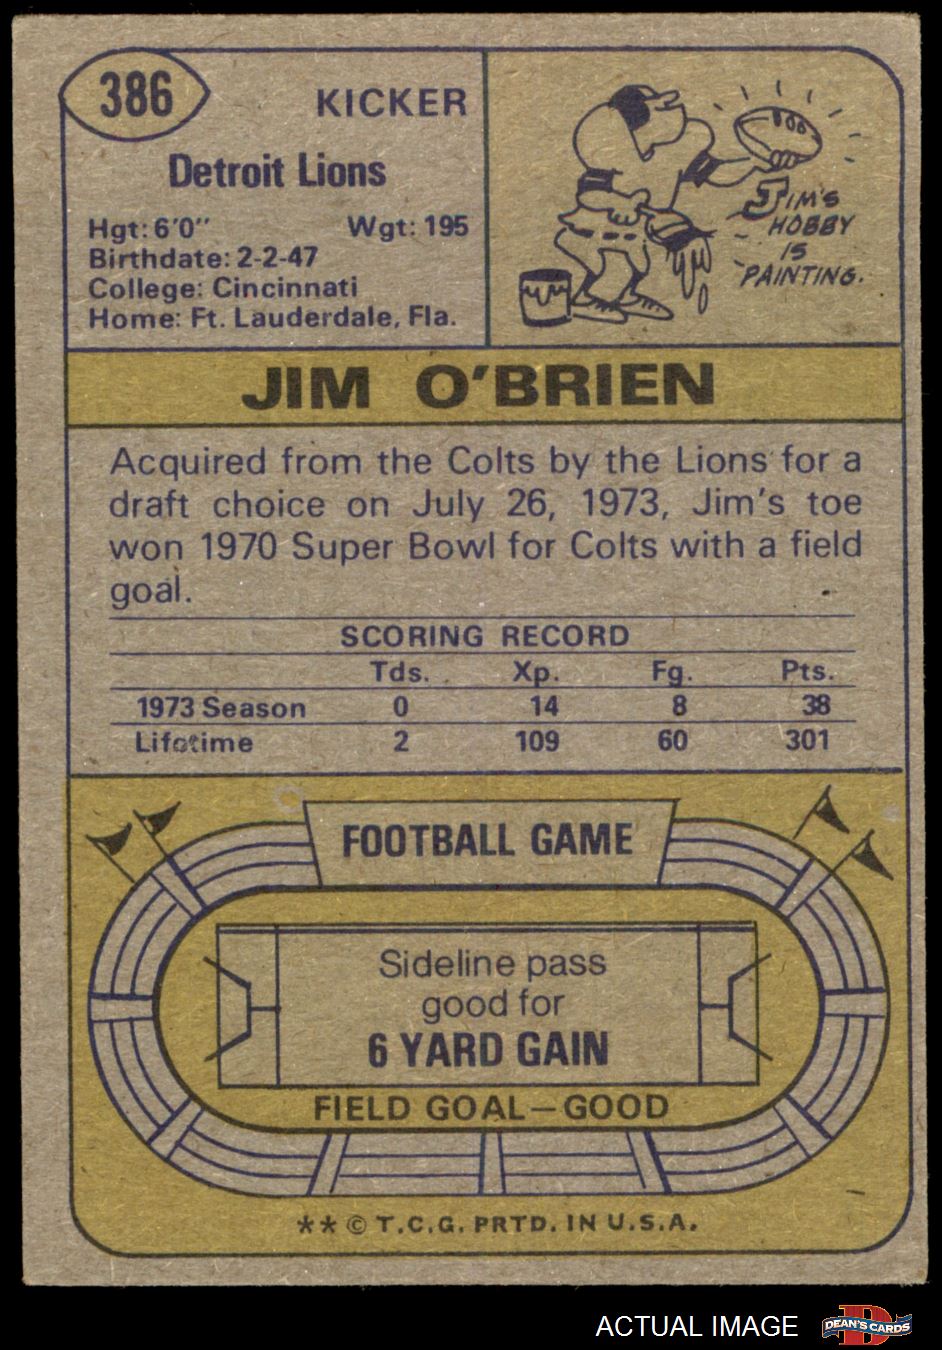 386
KICKER
Detroit Lions
Hgt: 6'0" Wgt: 195
Birthdate: 2-2-47
College: Cincinnati
Home: Ft. Lauderdale, Fla.
JIM'S
HOBBY
IS
PAINTING.
JIM O'BRIEN
Acquired from the Colts by the Lions for a
draft choice on July 26, 1973, Jim's toe
won 1970 Super Bowl for Colts with a field
goal.
SCORING RECORD
Tds. Xp. Fg. Pts.
1973 Season 0 14 8 38
Lifetime 2 109 60 301
FOOTBALL GAME
Sideline pass
good for
6 YARD GAIN
FIELD GOAL—GOOD
**© T.C.G. PRTD. IN U.S.A.
ACTUAL IMAGE
DEAN'S CARDS